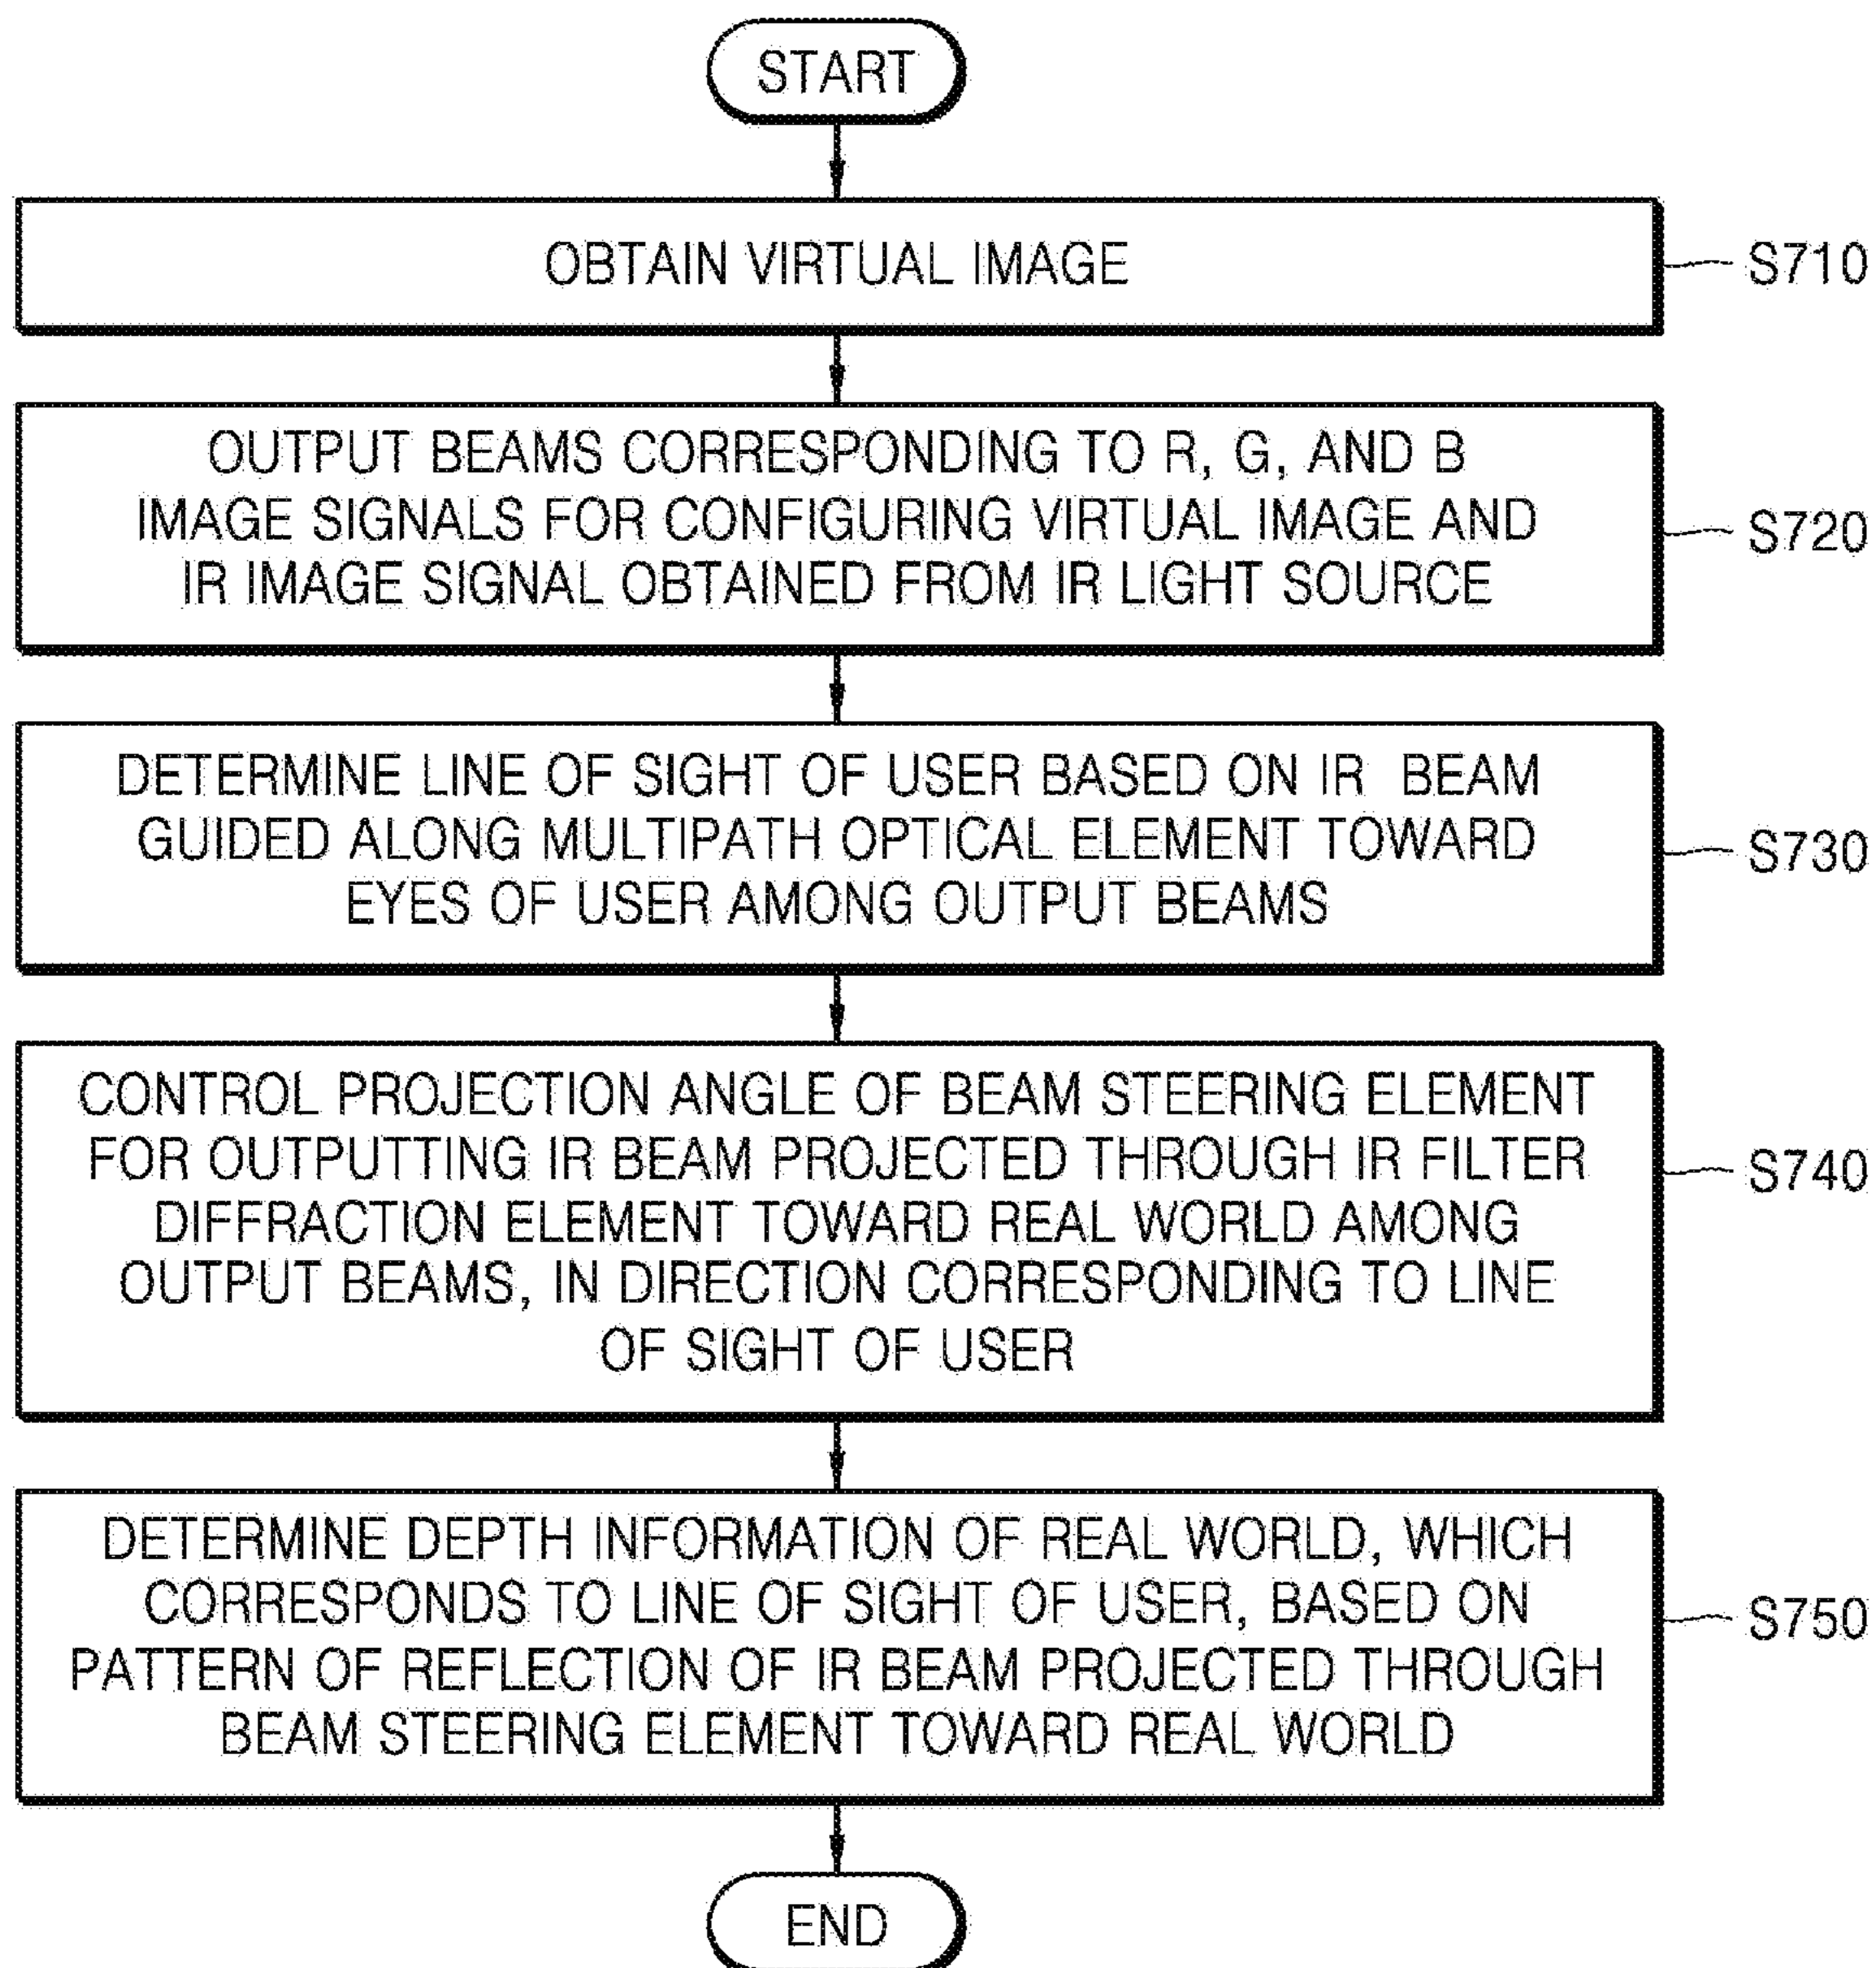 START
OBTAIN VIRTUAL IMAGE
S710
OUTPUT BEAMS CORRESPONDING TO R, G, AND B
IMAGE SIGNALS FOR CONFIGURING VIRTUAL IMAGE AND
IR IMAGE SIGNAL OBTAINED FROM IR LIGHT SOURCE
S720
DETERMINE LINE OF SIGHT OF USER BASED ON IR BEAM
GUIDED ALONG MULTIPATH OPTICAL ELEMENT TOWARD
EYES OF USER AMONG OUTPUT BEAMS
S730
CONTROL PROJECTION ANGLE OF BEAM STEERING ELEMENT
FOR OUTPUTTING IR BEAM PROJECTED THROUGH IR FILTER
DIFFRACTION ELEMENT TOWARD REAL WORLD AMONG
OUTPUT BEAMS, IN DIRECTION CORRESPONDING TO LINE
OF SIGHT OF USER
S740
DETERMINE DEPTH INFORMATION OF REAL WORLD, WHICH
CORRESPONDS TO LINE OF SIGHT OF USER, BASED ON
PATTERN OF REFLECTION OF IR BEAM PROJECTED THROUGH
BEAM STEERING ELEMENT TOWARD REAL WORLD
S750
END